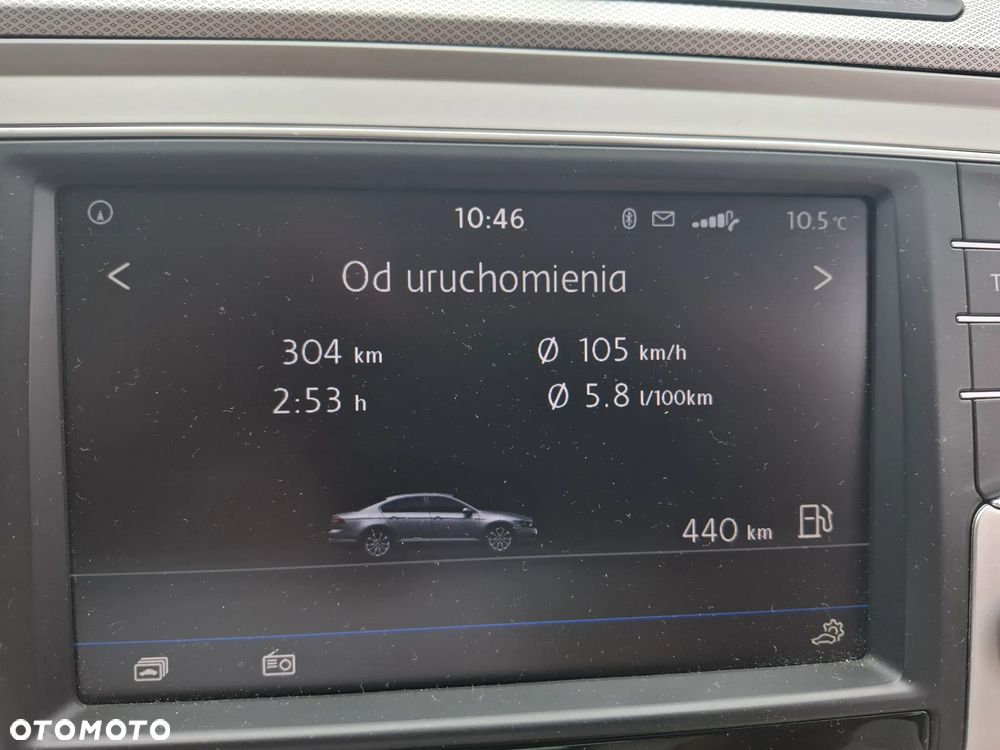 10:46 10.5 °C
< Od uruchomienia >
304 km Ø 105 km/h
2:53 h Ø 5.8 l/100km
440 km
T
OTOMOTO